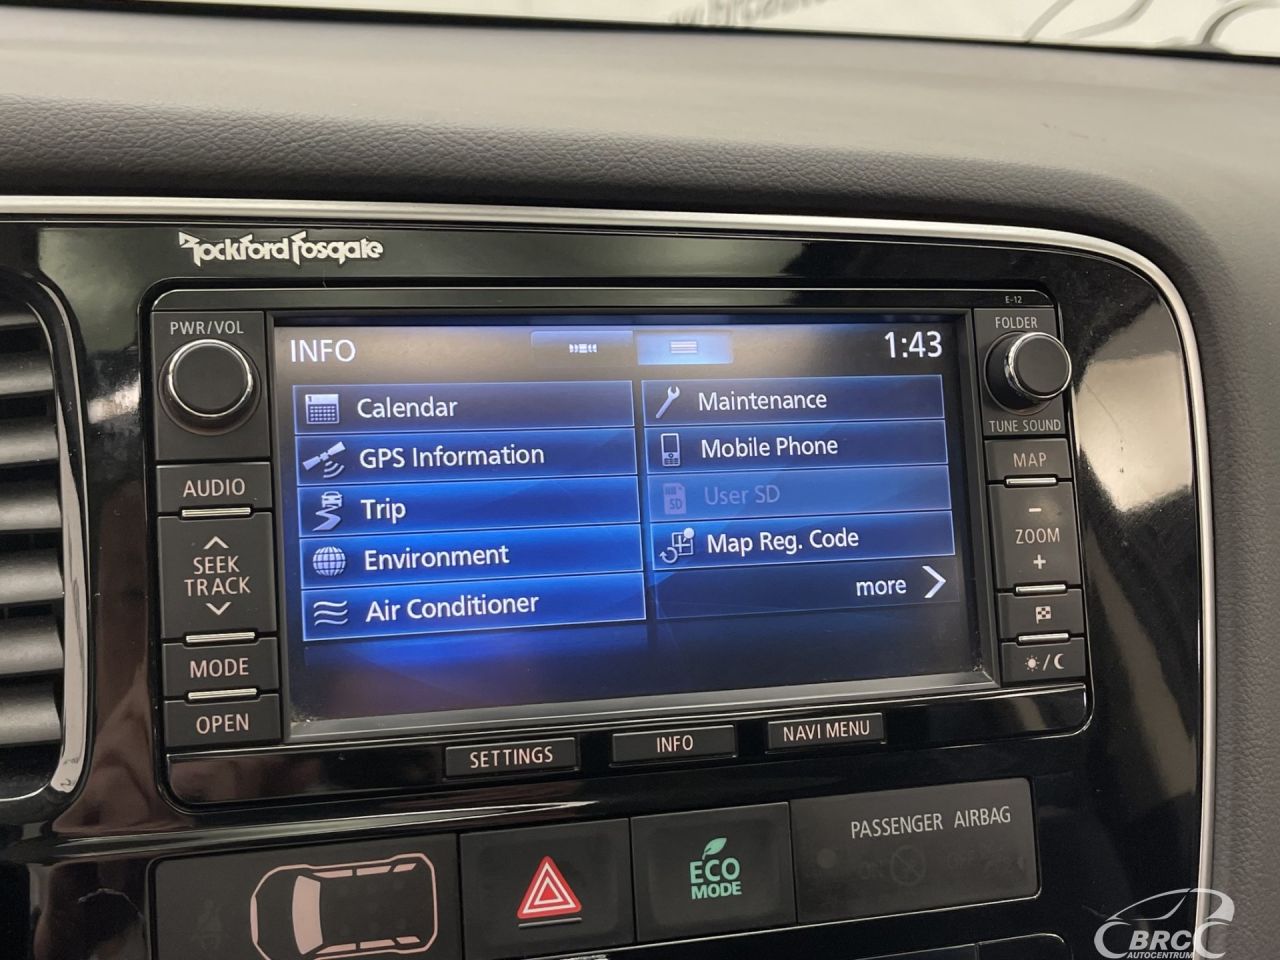 Rockford Fosgate
E-12
PWR/VOL
FOLDER
INFO
1:43
Calendar
Maintenance
TUNE SOUND
GPS Information
Mobile Phone
MAP
AUDIO
Trip
User SD
SD
SEEK
TRACK
Environment
Map Reg. Code
- ZOOM +
Air Conditioner
more
MODE
OPEN
SETTINGS
INFO
NAVI MENU
PASSENGER AIRBAG
ECO
MODE
BRC
AUTOCENTRUM